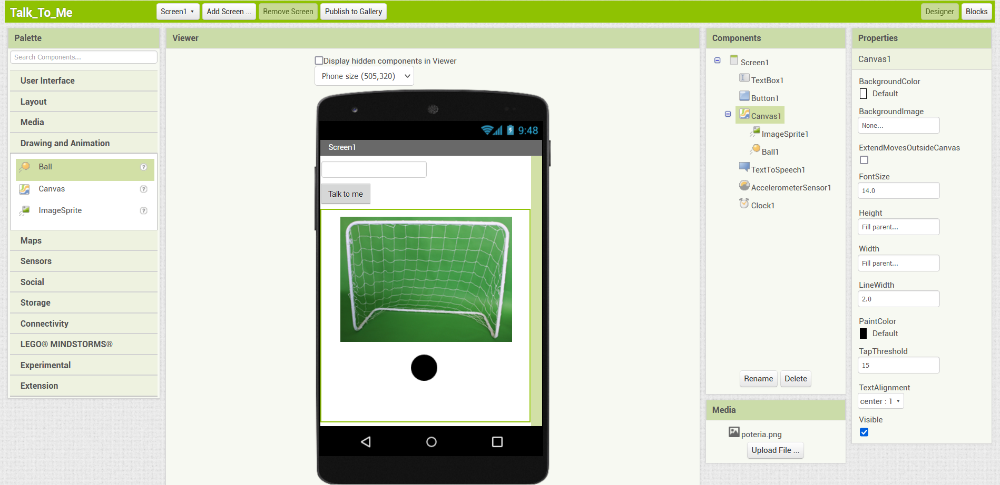 Talk_To_Me
Screen1
Add Screen ...
Remove Screen
Publish to Gallery
Designer
Blocks
Palette
Search Components...
User Interface
Layout
Media
Drawing and Animation
Ball
?
Canvas
?
ImageSprite
?
Maps
Sensors
Social
Storage
Connectivity
LEGO® MINDSTORMS®
Experimental
Extension
Viewer
Display hidden components in Viewer
Phone size (505,320)
9:48
Screen1
Talk to me
Components
Screen1
TextBox1
Button1
Canvas1
ImageSprite1
Ball1
TextToSpeech1
AccelerometerSensor1
Clock1
Rename
Delete
Media
poteria.png
Upload File ...
Properties
Canvas1
BackgroundColor
Default
BackgroundImage
None...
ExtendMovesOutsideCanvas
FontSize
14.0
Height
Fill parent...
Width
Fill parent...
LineWidth
2.0
PaintColor
Default
TapThreshold
15
TextAlignment
center : 1
Visible